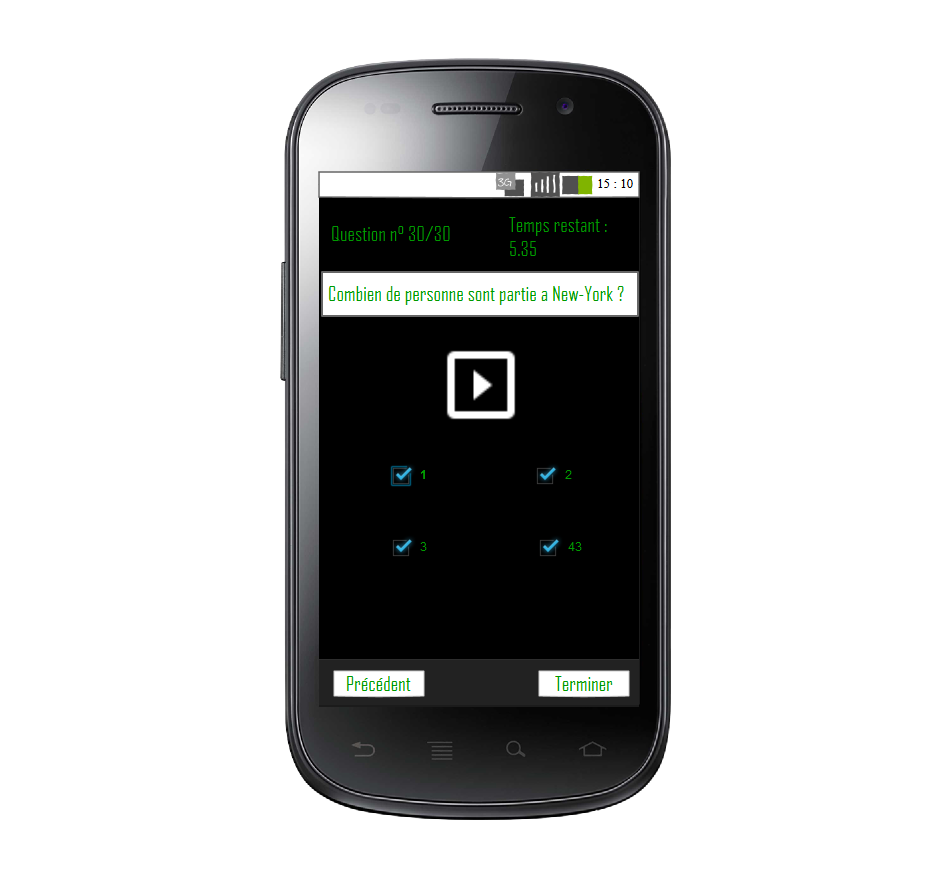 3G 15 : 10
Question n° 30/30
Temps restant :
5.35
Combien de personne sont partie a New-York ?
1 2
3 43
Précédent Terminer